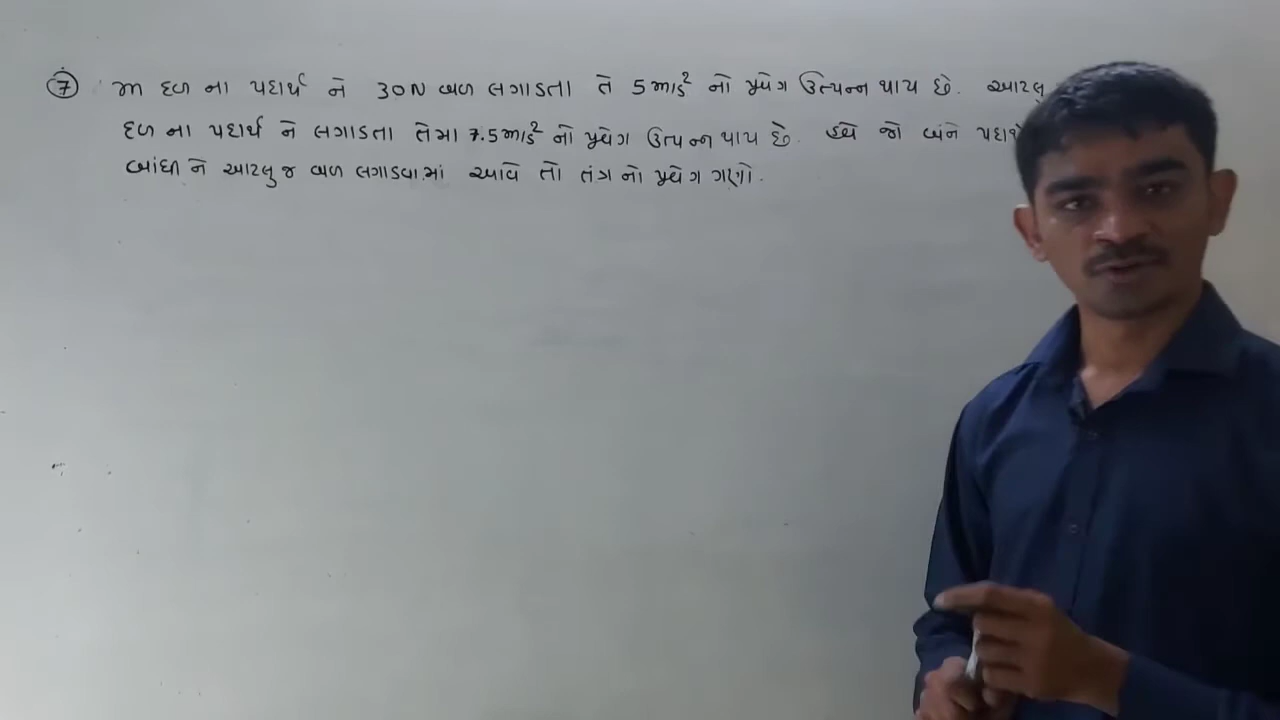 ⑦ m દળ ના પદાર્થ ને 30N બળ લગાડતા તે 5 મી/સે² નો પ્રવેગ ઉત્પન્ન થાય છે. આટલુ
દળ ના પદાર્થ ને લગાડતા તેમા 7.5 મી/સે² નો પ્રવેગ ઉત્પન્ન થાય છે. હવે જો બંને
બાંધી ને આટલુ જ બળ લગાડવામાં આવે તો તંત્ર નો પ્રવેગ ગણો.